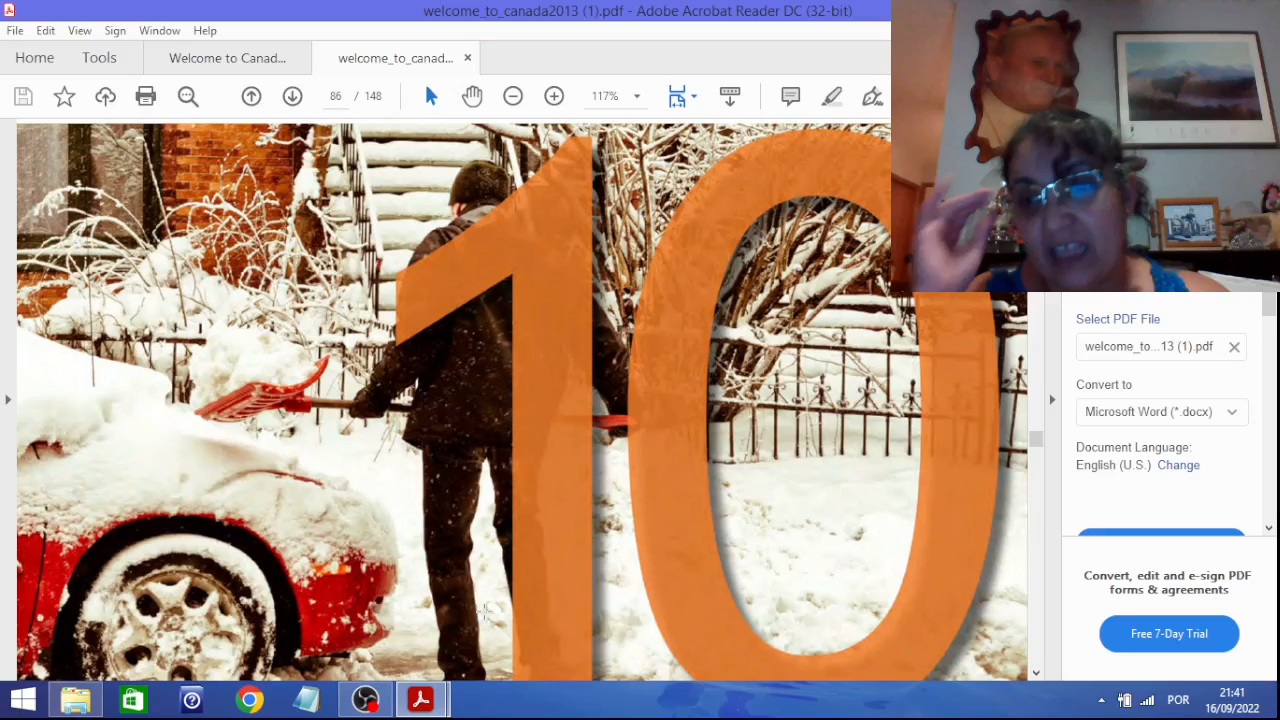 welcome_to_canada2013 (1).pdf - Adobe Acrobat Reader DC (32-bit)
File Edit View Sign Window Help
Home Tools Welcome to Canad... welcome_to_canad... ×
86 / 148 117%
10
Select PDF File
welcome_to...13 (1).pdf
Convert to
Microsoft Word (*.docx)
Document Language:
English (U.S.) Change
Convert, edit and e-sign PDF
forms & agreements
Free 7-Day Trial
POR
21:41
16/09/2022